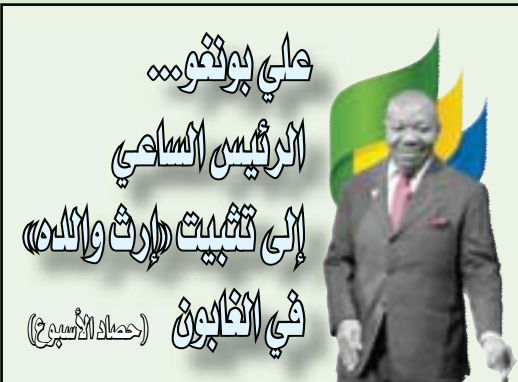 علي بونغو...
الرئيس الساعي
إلى تثبيت «إرث والده»
في الغابون (حصاد الأسبوع)